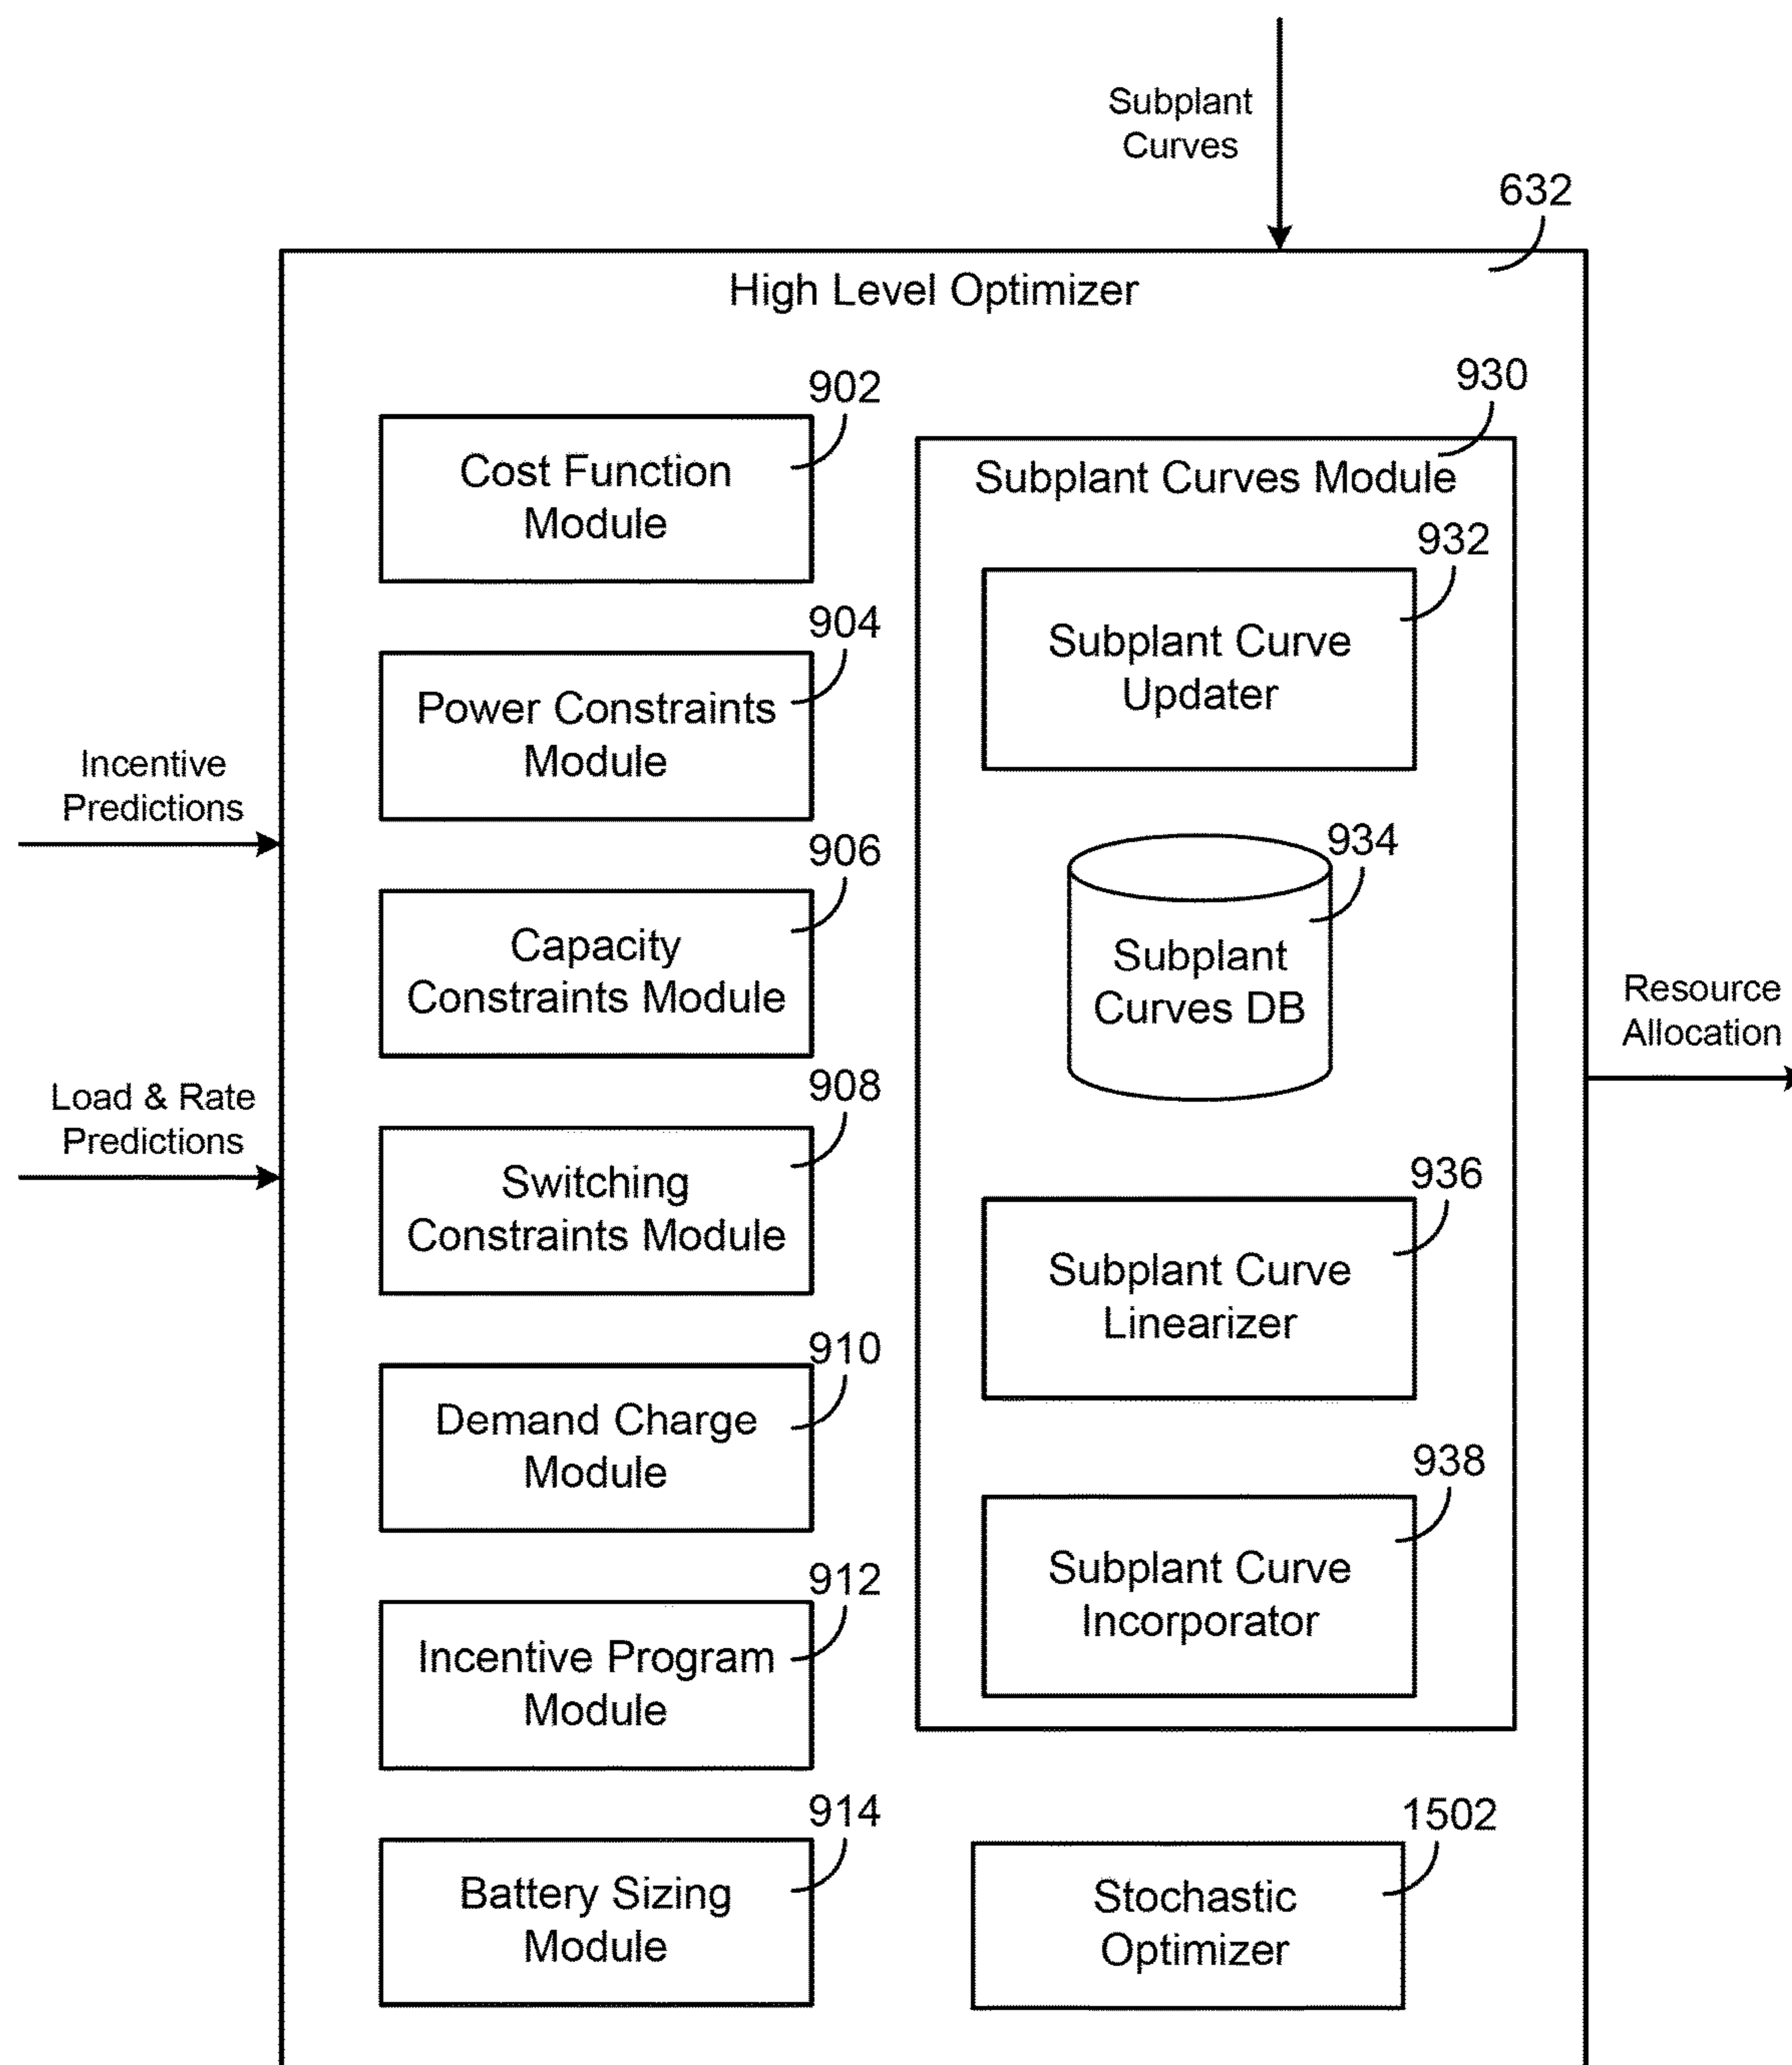 Subplant
Curves
632
High Level Optimizer
902
Cost Function
Module
904
Power Constraints
Module
Incentive
Predictions
906
Capacity
Constraints Module
Load & Rate
Predictions
908
Switching
Constraints Module
910
Demand Charge
Module
912
Incentive Program
Module
914
Battery Sizing
Module
930
Subplant Curves Module
932
Subplant Curve
Updater
934
Subplant
Curves DB
936
Subplant Curve
Linearizer
938
Subplant Curve
Incorporator
1502
Stochastic
Optimizer
Resource
Allocation